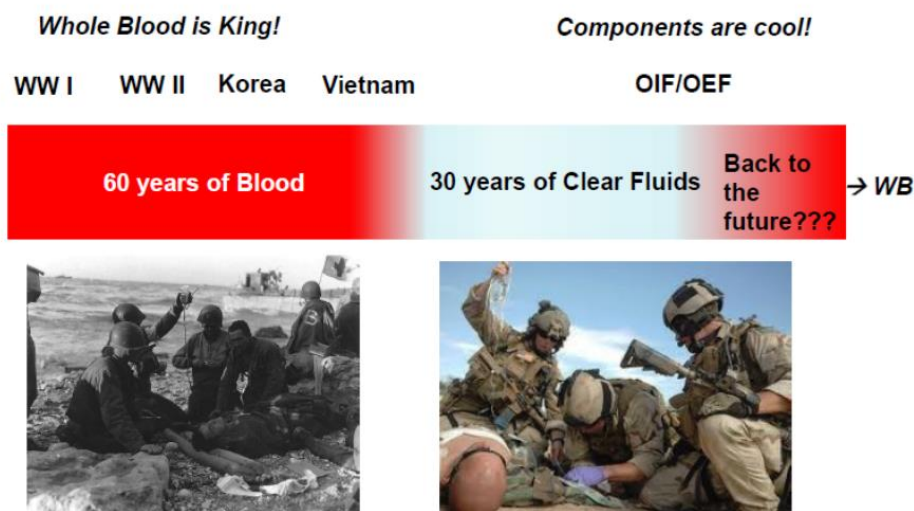 Whole Blood is King!
Components are cool!
WW I
WW II
Korea
Vietnam
OIF/OEF
60 years of Blood
30 years of Clear Fluids
Back to
the
future???
→ WB